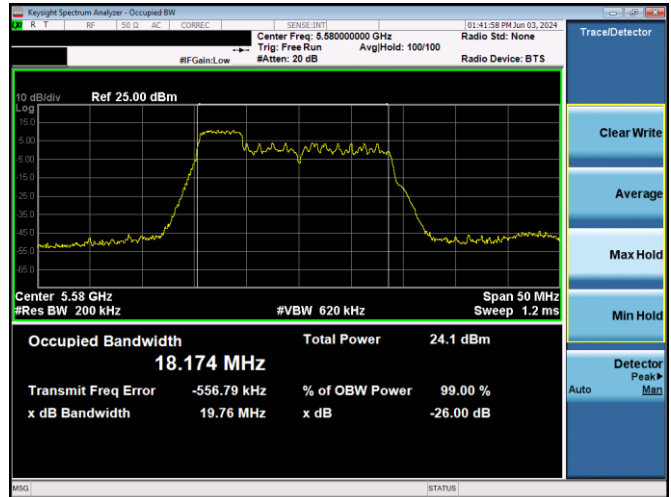 Keysight Spectrum Analyzer - Occupied BW
LXI R T RF 50 Ω AC CORREC SENSE:INT 01:41:58 PM Jun 03, 2024
Center Freq: 5.580000000 GHz Radio Std: None
Trig: Free Run Avg|Hold: 100/100
#IFGain:Low #Atten: 20 dB Radio Device: BTS
Trace/Detector
10 dB/div Ref 25.00 dBm
Log
15.0
5.00
-5.00
-15.0
-25.0
-35.0
-45.0
-55.0
-65.0
Center 5.58 GHz Span 50 MHz
#Res BW 200 kHz #VBW 620 kHz Sweep 1.2 ms
Occupied Bandwidth Total Power 24.1 dBm
18.174 MHz
Transmit Freq Error -556.79 kHz % of OBW Power 99.00 %
x dB Bandwidth 19.76 MHz x dB -26.00 dB
Clear Write
Average
Max Hold
Min Hold
Detector
Peak▶
Auto Man
MSG STATUS